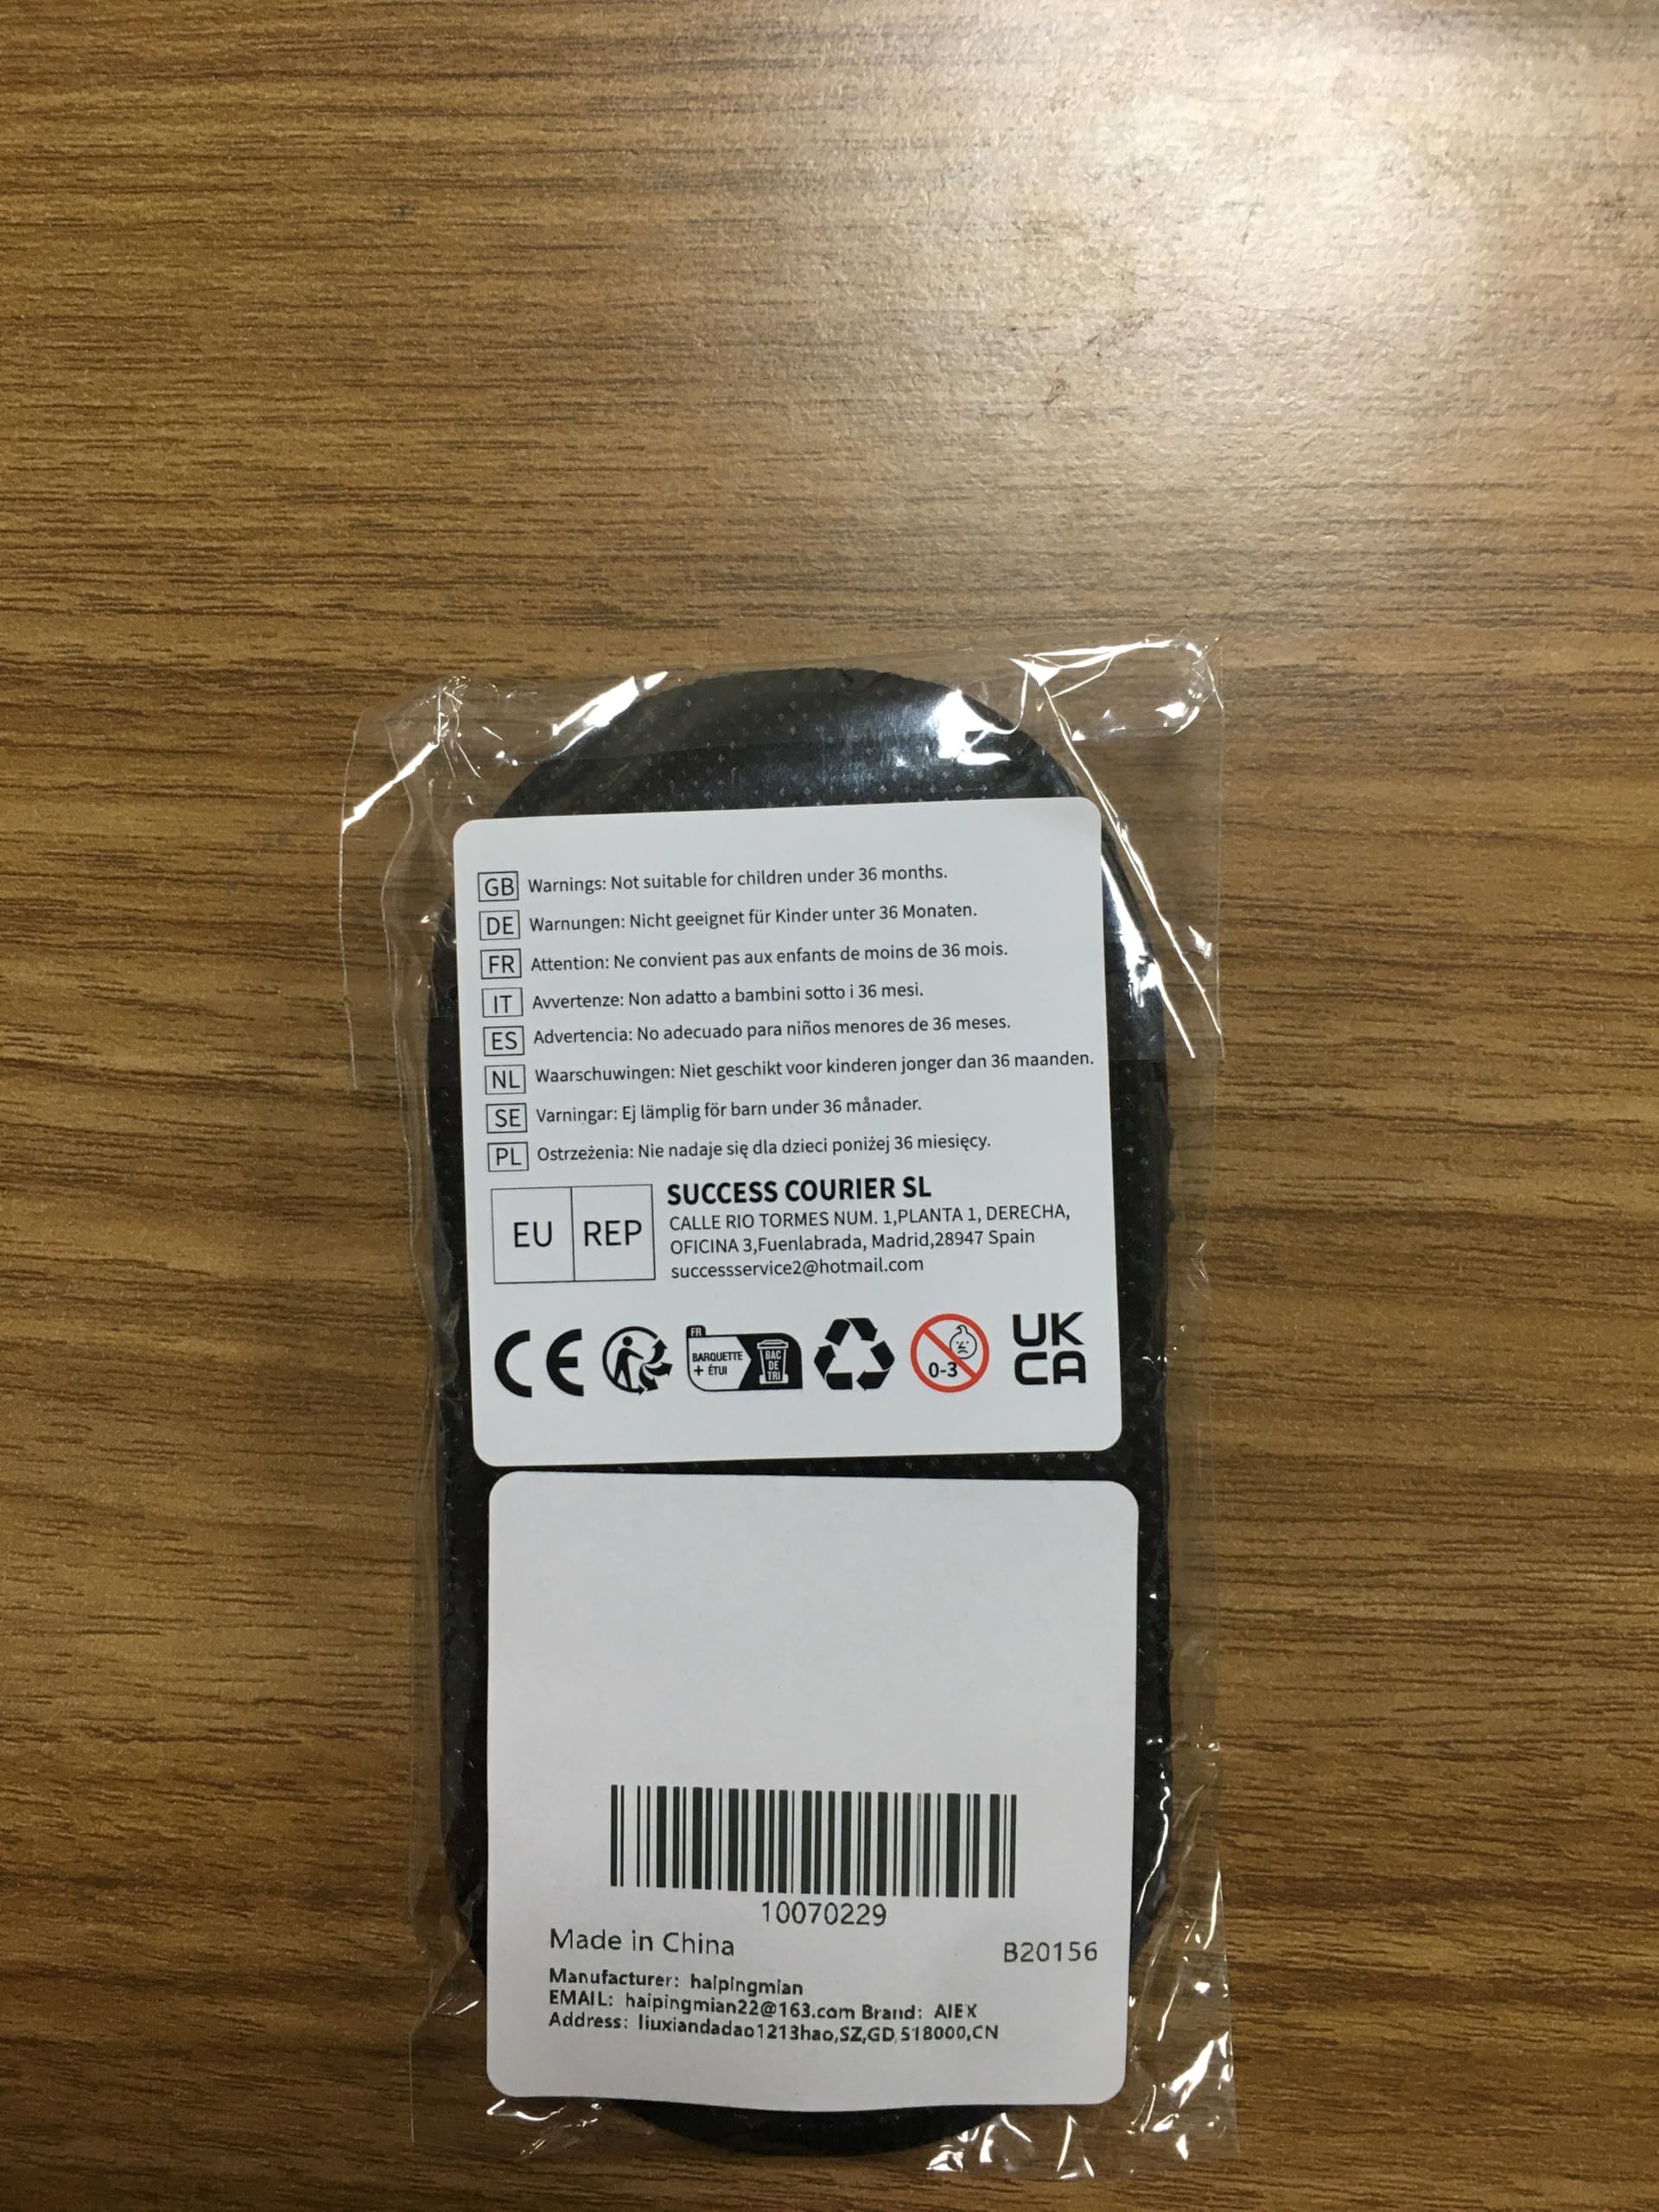 GB Warnings: Not suitable for children under 36 months.
DE Warnungen: Nicht geeignet für Kinder unter 36 Monaten.
FR Attention: Ne convient pas aux enfants de moins de 36 mois.
IT Avvertenze: Non adatto a bambini sotto i 36 mesi.
ES Advertencia: No adecuado para niños menores de 36 meses.
NL Waarschuwingen: Niet geschikt voor kinderen jonger dan 36 maanden.
SE Varningar: Ej lämplig för barn under 36 månader.
PL Ostrzeżenia: Nie nadaje się dla dzieci poniżej 36 miesięcy.
EU REP
SUCCESS COURIER SL
CALLE RIO TORMES NUM. 1,PLANTA 1, DERECHA,
OFICINA 3,Fuenlabrada, Madrid,28947 Spain
successservice2@hotmail.com
CE
FR
BARQUETTE
+ ÉTUI
BAC
DE
TRI
0-3
UK
CA
10070229
Made in China
B20156
Manufacturer: haipingmian
EMAIL: haipingmian22@163.com Brand: AIEX
Address: liuxiandadao1213hao,SZ,GD,518000,CN